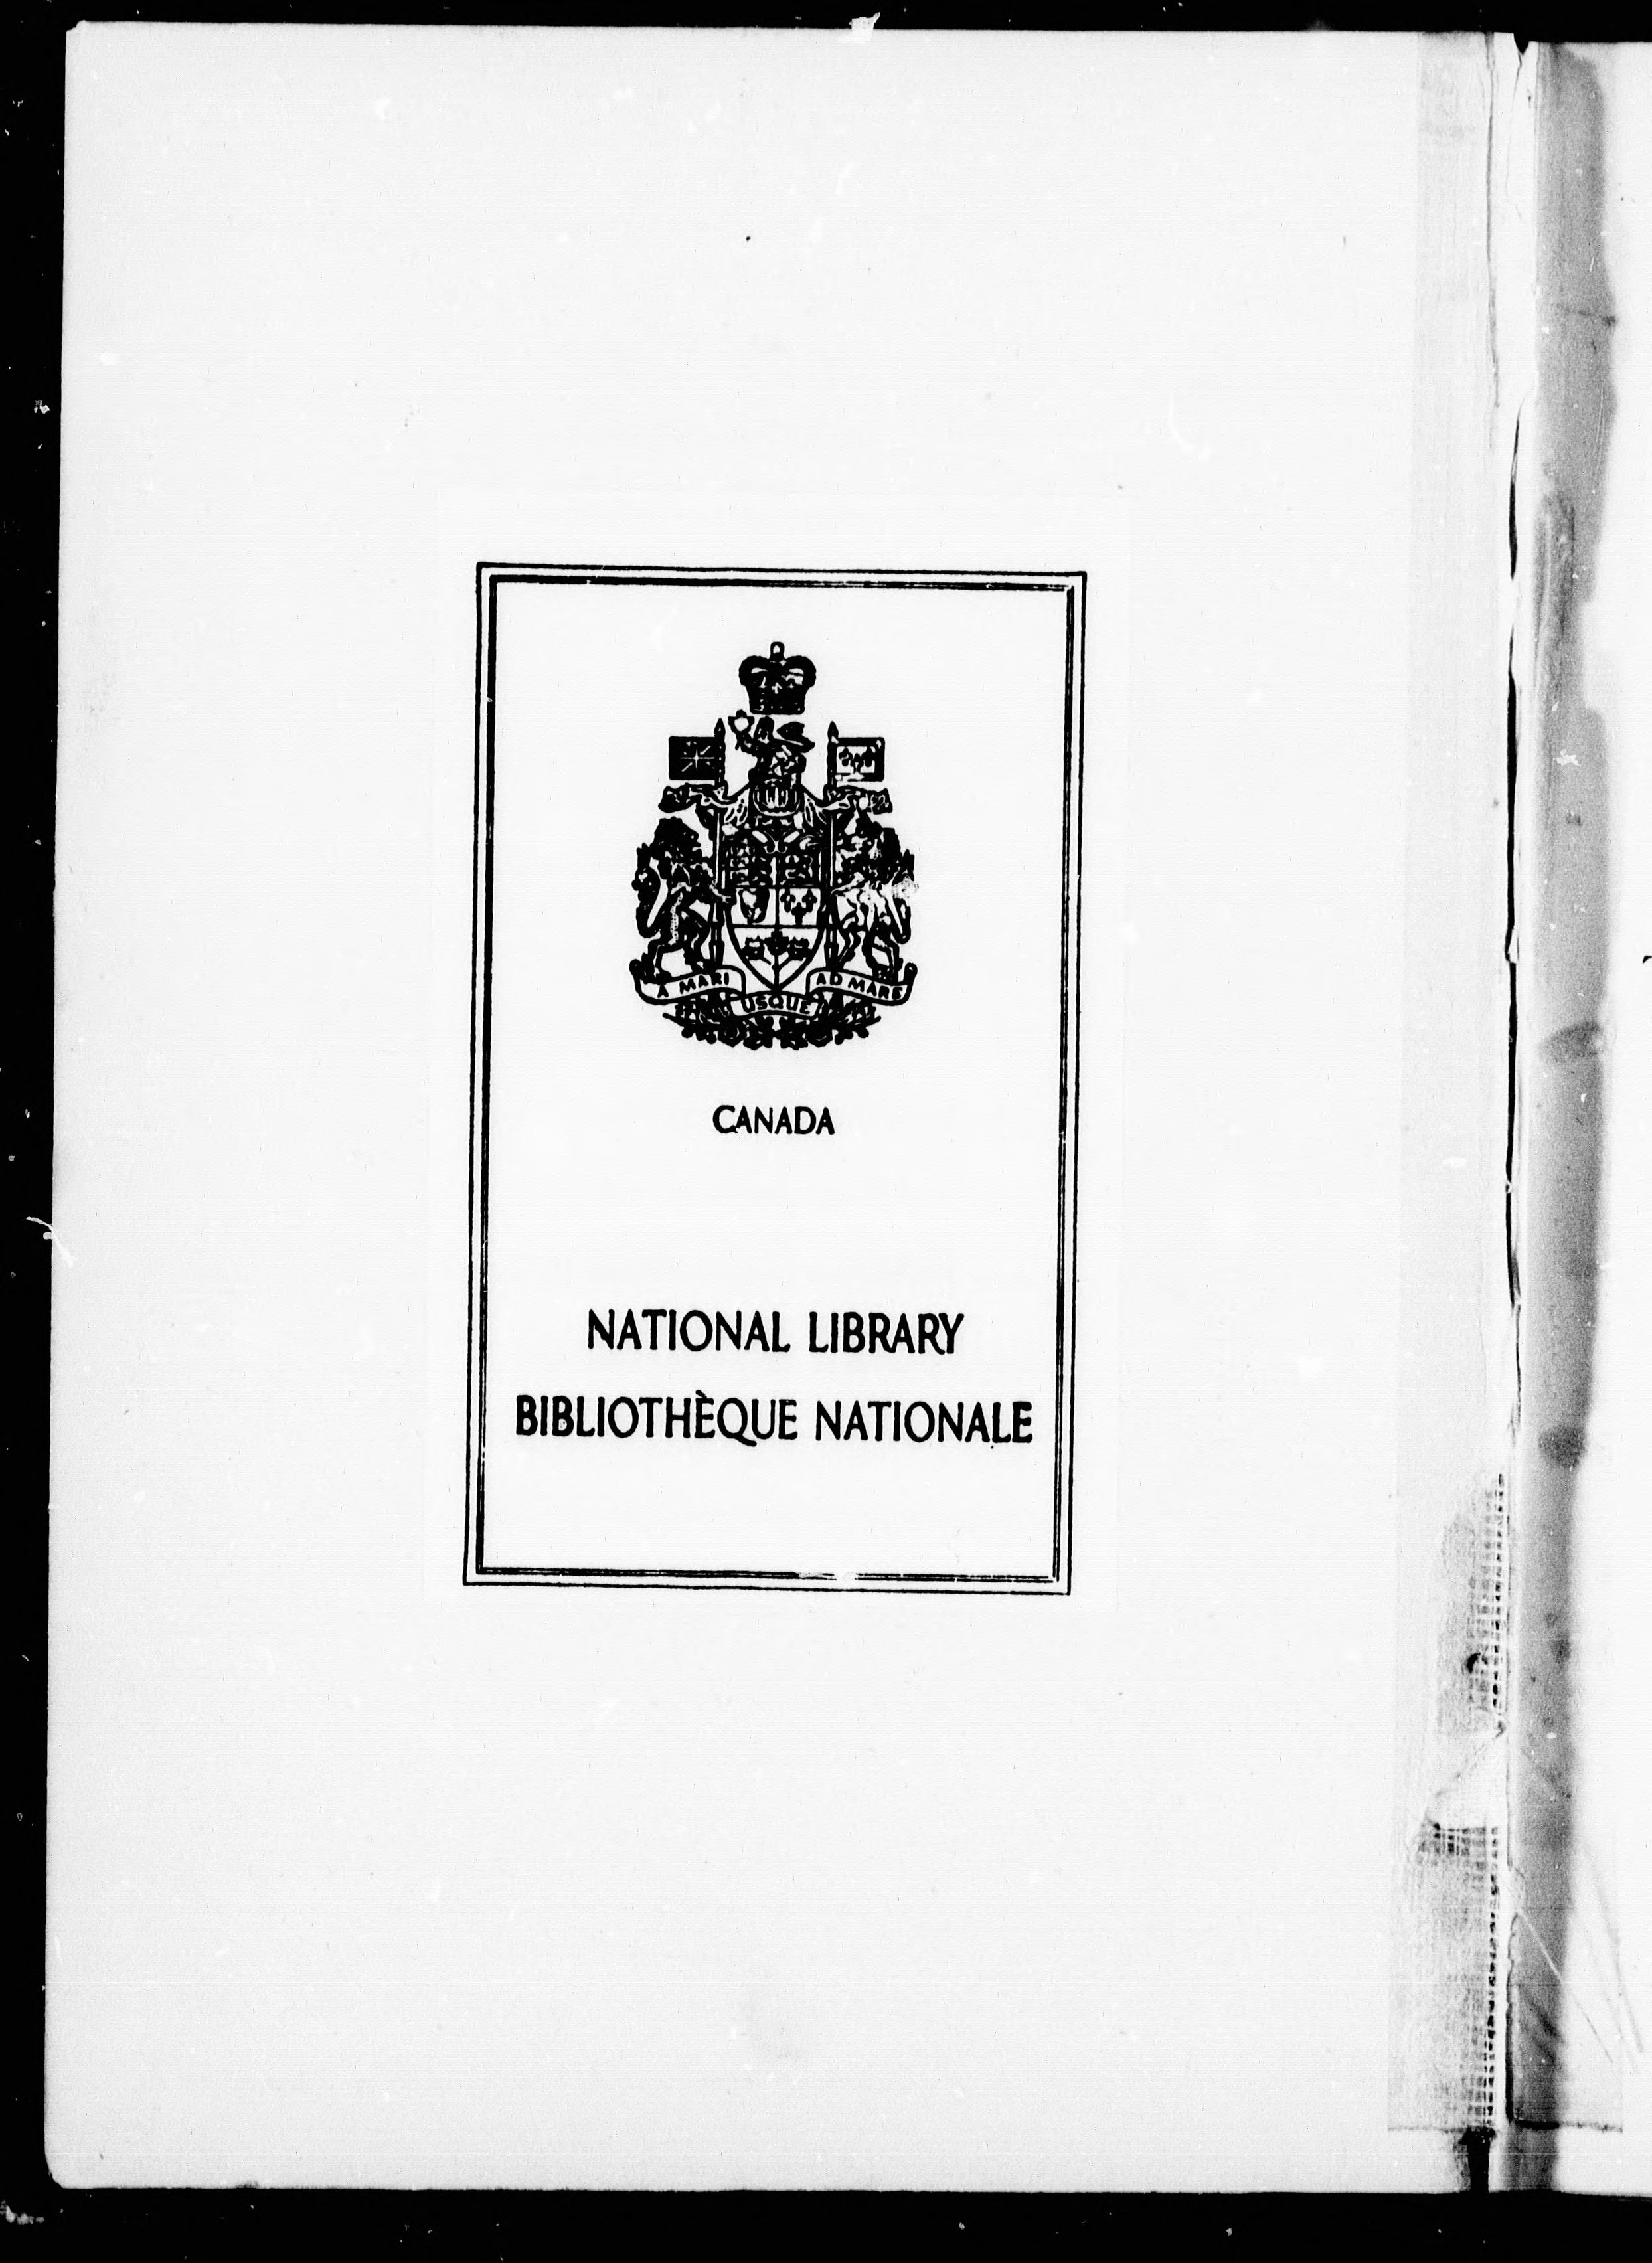 A MARI USQUE AD MARE
CANADA
NATIONAL LIBRARY
BIBLIOTHÈQUE NATIONALE